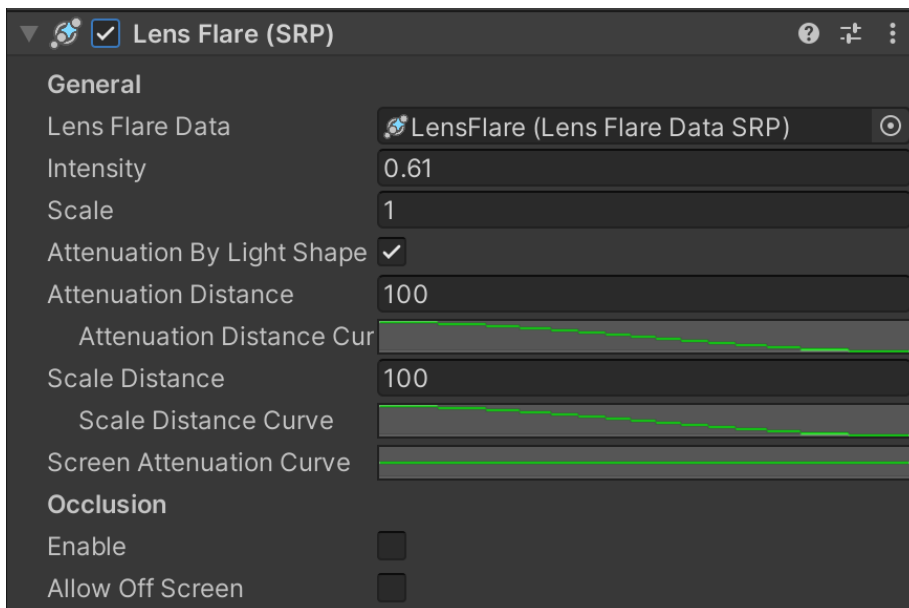 Lens Flare (SRP)
General
Lens Flare Data LensFlare (Lens Flare Data SRP)
Intensity 0.61
Scale 1
Attenuation By Light Shape
Attenuation Distance 100
Attenuation Distance Cur
Scale Distance 100
Scale Distance Curve
Screen Attenuation Curve
Occlusion
Enable
Allow Off Screen